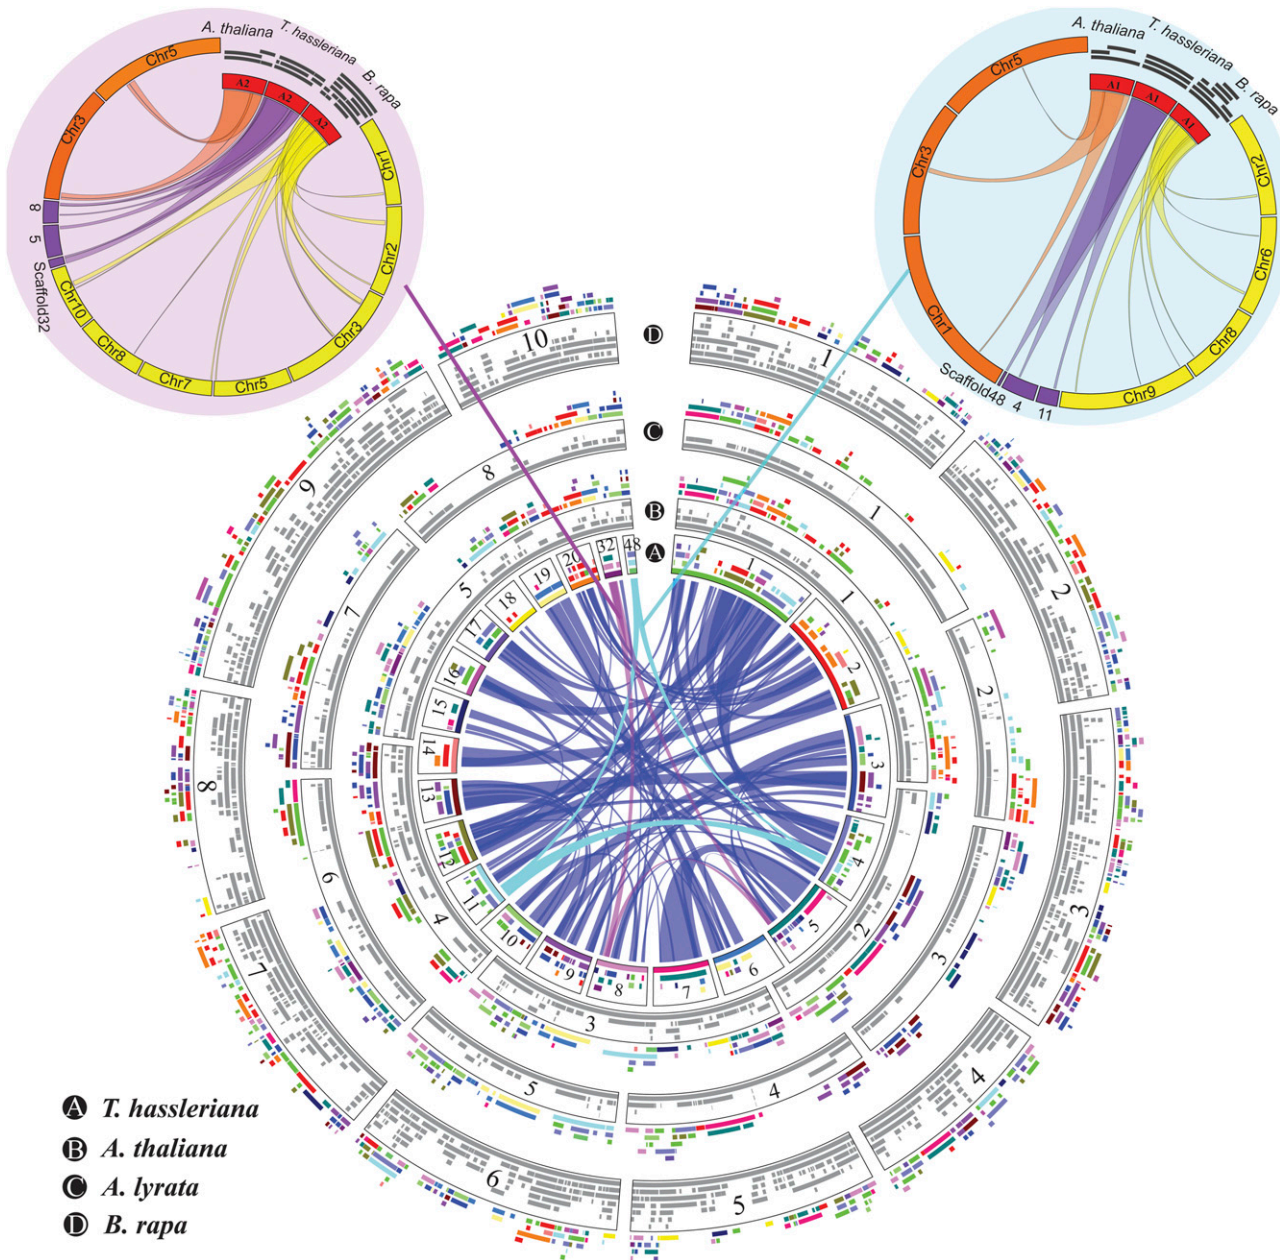 A. thaliana
T. hassleriana
B. rapa
A2
A2
A2
Chr5
Chr3
8
5
Scaffold32
Chr10
Chr8
Chr7
Chr5
Chr3
Chr2
Chr1
A. thaliana
T. hassleriana
B. rapa
A1
A1
A1
Chr5
Chr3
Chr1
Scaffold48
4
11
Chr9
Chr8
Chr6
Chr2
D
1
2
3
4
5
6
7
8
9
10
C
1
2
3
4
5
6
7
8
B
1
2
3
4
5
A
1
2
3
4
5
6
7
8
9
10
11
12
13
14
15
16
17
18
19
20
32
48
A T. hassleriana
B A. thaliana
C A. lyrata
D B. rapa